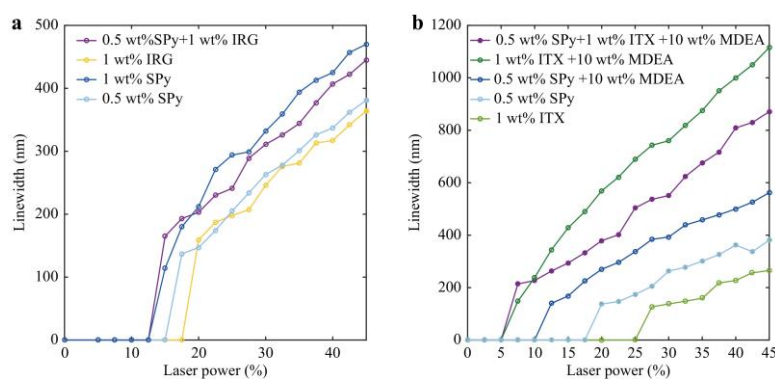 a
0.5 wt%SPy+1 wt% IRG
1 wt% IRG
1 wt% SPy
0.5 wt% SPy
500
400
300
200
100
0
Linewidth (nm)
0 10 20 30 40
Laser power (%)
b
0.5 wt% SPy+1 wt% ITX +10 wt% MDEA
1 wt% ITX +10 wt% MDEA
0.5 wt% SPy +10 wt% MDEA
0.5 wt% SPy
1 wt% ITX
1200
1000
800
600
400
200
0
Linewidth (nm)
0 5 10 15 20 25 30 35 40 45
Laser power (%)